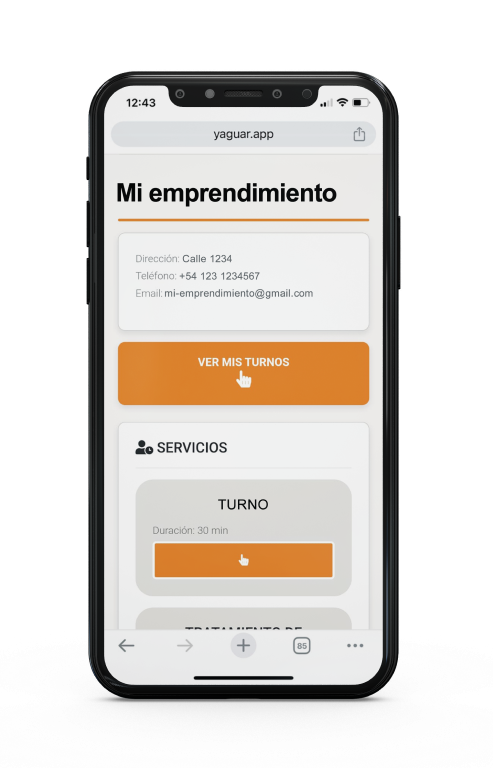 12:43
yaguar.app
Mi emprendimiento
Dirección: Calle 1234
Teléfono: +54 123 1234567
Email: mi-emprendimiento@gmail.com
VER MIS TURNOS
SERVICIOS
TURNO
Duración: 30 min
TRATAMIENTO DE
85